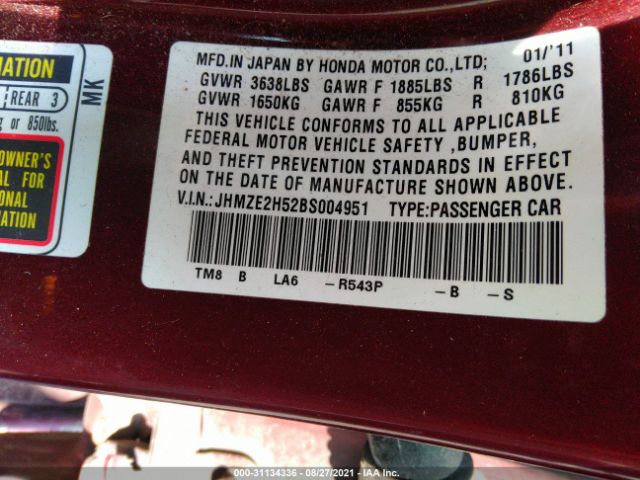 MATION
REAR 3
or 850lbs.
OWNER'S
AL FOR
IONAL
MATION
MK
MFD.IN JAPAN BY HONDA MOTOR CO.,LTD; 01/'11
GVWR 3638LBS GAWR F 1885LBS R 1786LBS
GVWR 1650KG GAWR F 855KG R 810KG
THIS VEHICLE CONFORMS TO ALL APPLICABLE
FEDERAL MOTOR VEHICLE SAFETY ,BUMPER,
AND THEFT PREVENTION STANDARDS IN EFFECT
ON THE DATE OF MANUFACTURE SHOWN ABOVE.
V.I.N.:JHMZE2H52BS004951 TYPE:PASSENGER CAR
TM8 B LA6 -R543P -B -S
000-31134336 - 08/27/2021 - IAA Inc.